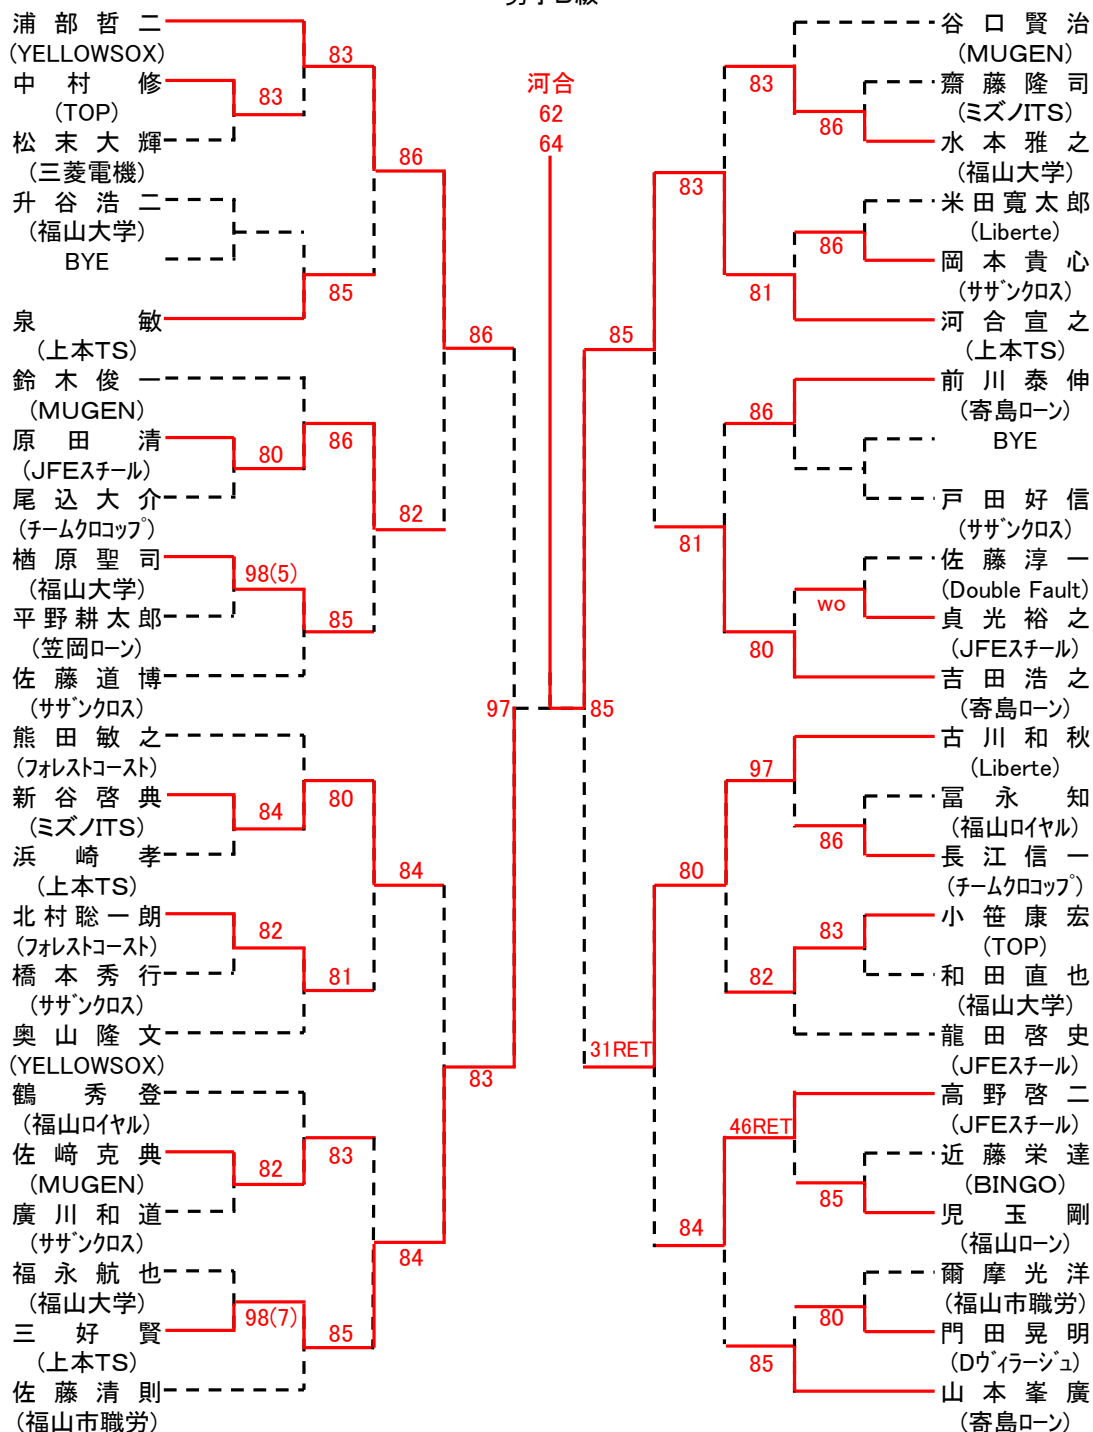 浦部哲二
(YELLOWSOX)
中村修
(TOP)
松末大輝
(三菱電機)
升谷浩二
(福山大学)
BYE
泉敏
(上本TS)
鈴木俊一
(MUGEN)
原田清
(JFEスチール)
尾込大介
(チームクロコップ)
楢原聖司
(福山大学)
平野耕太郎
(笠岡ローン)
佐藤道博
(サザンクロス)
熊田敏之
(フォレストコースト)
新谷啓典
(ミズノITS)
浜崎孝
(上本TS)
北村聡一朗
(フォレストコースト)
橋本秀行
(サザンクロス)
奥山隆文
(YELLOWSOX)
鶴秀登
(福山ロイヤル)
佐﨑克典
(MUGEN)
廣川和道
(サザンクロス)
福永航也
(福山大学)
三好賢
(上本TS)
佐藤清則
(福山市職労)
83
83
85
80
86
98(5)
85
84
80
82
81
82
83
98(7)
85
86
82
84
84
86
83
97
河合
62
64
85
85
31RET
83
81
80
84
83
81
86
80
97
82
46RET
85
86
86
wo
86
83
85
80
谷口賢治
(MUGEN)
齋藤隆司
(ミズノITS)
水本雅之
(福山大学)
米田寬太郎
(Liberte)
岡本貴心
(サザンクロス)
河合宣之
(上本TS)
前川泰伸
(寄島ローン)
BYE
戸田好信
(サザンクロス)
佐藤淳一
(Double Fault)
貞光裕之
(JFEスチール)
吉田浩之
(寄島ローン)
古川和秋
(Liberte)
冨永知
(福山ロイヤル)
長江信一
(チームクロコップ)
小笹康宏
(TOP)
和田直也
(福山大学)
龍田啓史
(JFEスチール)
高野啓二
(JFEスチール)
近藤栄達
(BINGO)
児玉剛
(福山ローン)
爾摩光洋
(福山市職労)
門田晃明
(Dヴィラージュ)
山本峯廣
(寄島ローン)